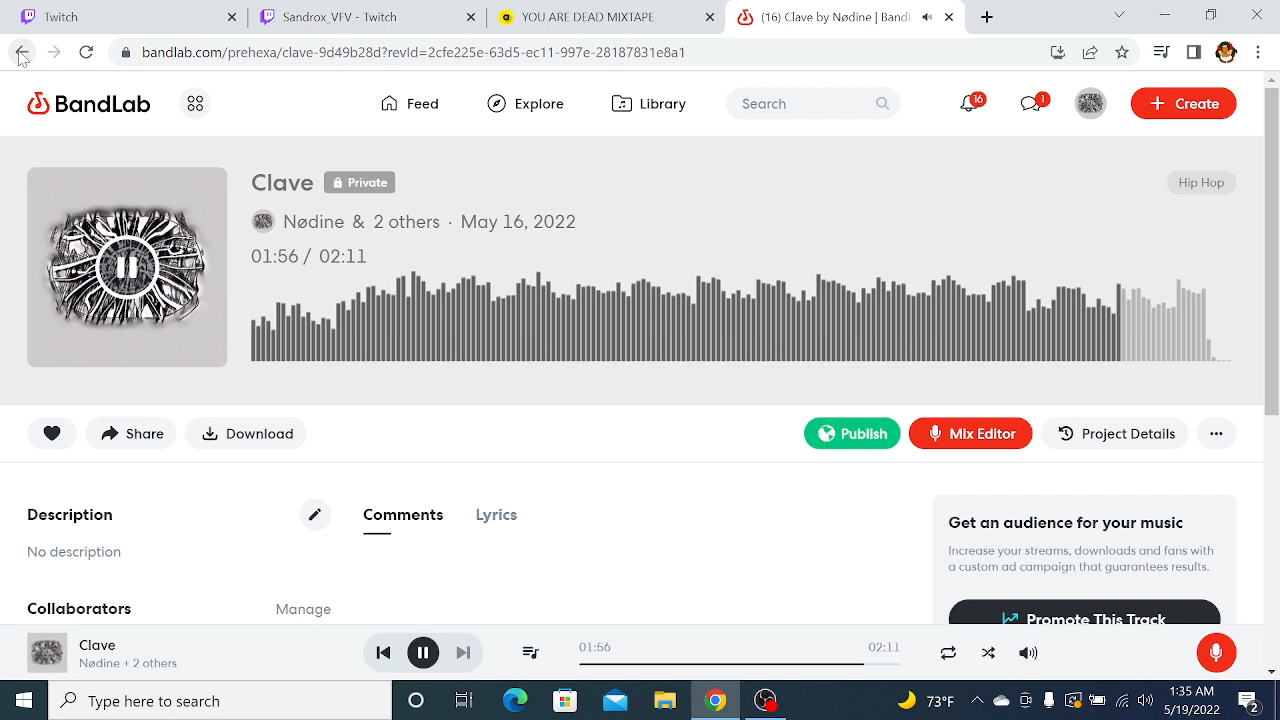 Twitch
Sandrox_VFV - Twitch
YOU ARE DEAD MIXTAPE
(16) Clave by Nødine | Bandl
bandlab.com/prehexa/clave-9d49b28d?revId=2cfe225e-63d5-ec11-997e-28187831e8a1
BandLab
Feed
Explore
Library
Search
16
1
Create
Clave
Private
Hip Hop
Nødine & 2 others · May 16, 2022
01:56 / 02:11
Share
Download
Publish
Mix Editor
Project Details
Description
Comments
Lyrics
No description
Get an audience for your music
Increase your streams, downloads and fans with
a custom ad campaign that guarantees results.
Collaborators
Manage
Promote This Track
Clave
Nødine + 2 others
01:56
02:11
Type here to search
73°F
1:35 AM
5/19/2022
2